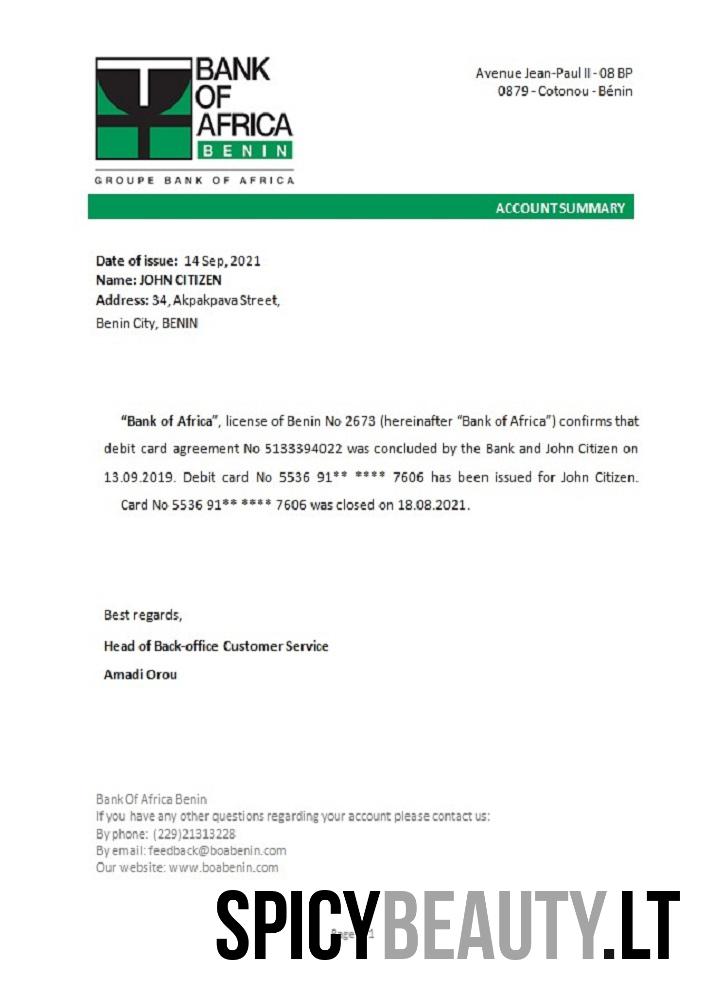 BANK
OF
AFRICA
BENIN
GROUPE BANK OF AFRICA
Avenue Jean-Paul II - 08 BP
0879 - Cotonou - Bénin
ACCOUNT SUMMARY
Date of issue: 14 Sep, 2021
Name: JOHN CITIZEN
Address: 34, Akpakpava Street,
Benin City, BENIN
“Bank of Africa”, license of Benin No 2673 (hereinafter “Bank of Africa”) confirms that
debit card agreement No 5133394022 was concluded by the Bank and John Citizen on
13.09.2019. Debit card No 5536 91** **** 7606 has been issued for John Citizen.
Card No 5536 91** **** 7606 was closed on 18.08.2021.
Best regards,
Head of Back-office Customer Service
Amadi Orou
Bank Of Africa Benin
If you have any other questions regarding your account please contact us:
By phone: (229)21313228
By email: feedback@boabenin.com
Our website: www.boabenin.com
SPICYBEAUTY.LT